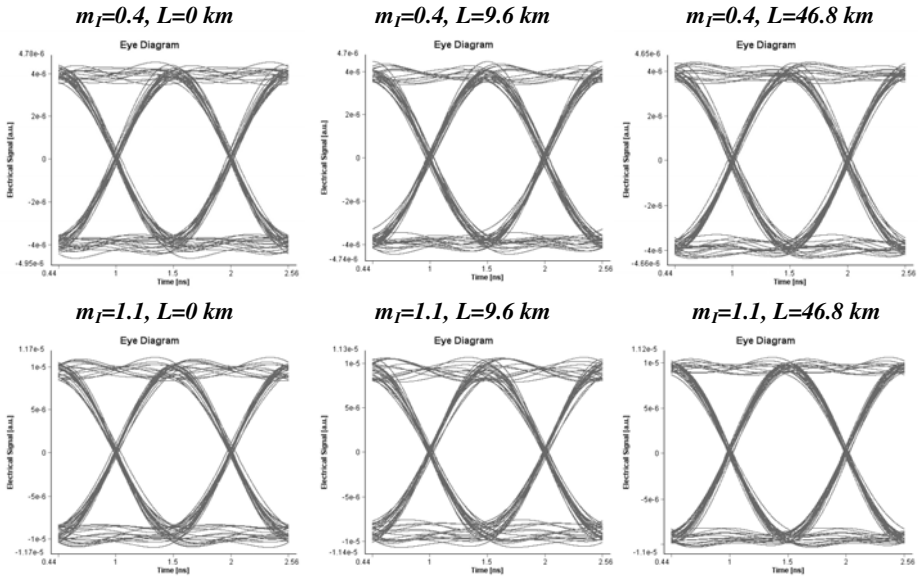 m_I=0.4, L=0 km
Eye Diagram
4.78e-6
4e-6
2e-6
0
-2e-6
-4e-6
-4.95e-6
Electrical Signal [a.u.]
0.44 1 1.5 2 2.56
Time [ns]
m_I=0.4, L=9.6 km
Eye Diagram
4.7e-6
4e-6
2e-6
0
-2e-6
-4e-6
-4.74e-6
Electrical Signal [a.u.]
0.44 1 1.5 2 2.56
Time [ns]
m_I=0.4, L=46.8 km
Eye Diagram
4.85e-6
4e-6
2e-6
0
-2e-6
-4e-6
-4.66e-6
Electrical Signal [a.u.]
0.44 1 1.5 2 2.56
Time [ns]
m_I=1.1, L=0 km
Eye Diagram
1.17e-5
1e-5
5e-6
0
-5e-6
-1e-5
-1.17e-5
Electrical Signal [a.u.]
0.44 1 1.5 2 2.56
Time [ns]
m_I=1.1, L=9.6 km
Eye Diagram
1.13e-5
1e-5
5e-6
0
-5e-6
-1e-5
-1.14e-5
Electrical Signal [a.u.]
0.44 1 1.5 2 2.56
Time [ns]
m_I=1.1, L=46.8 km
Eye Diagram
1.12e-5
1e-5
5e-6
0
-5e-6
-1.1e-5
Electrical Signal [a.u.]
0.44 1 1.5 2 2.56
Time [ns]